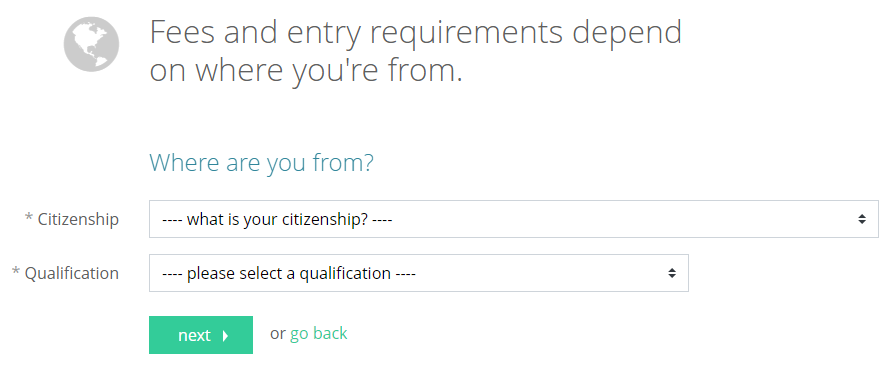 Fees and entry requirements depend
on where you're from.
Where are you from?
* Citizenship ---- what is your citizenship? ----
* Qualification ---- please select a qualification ----
next or go back